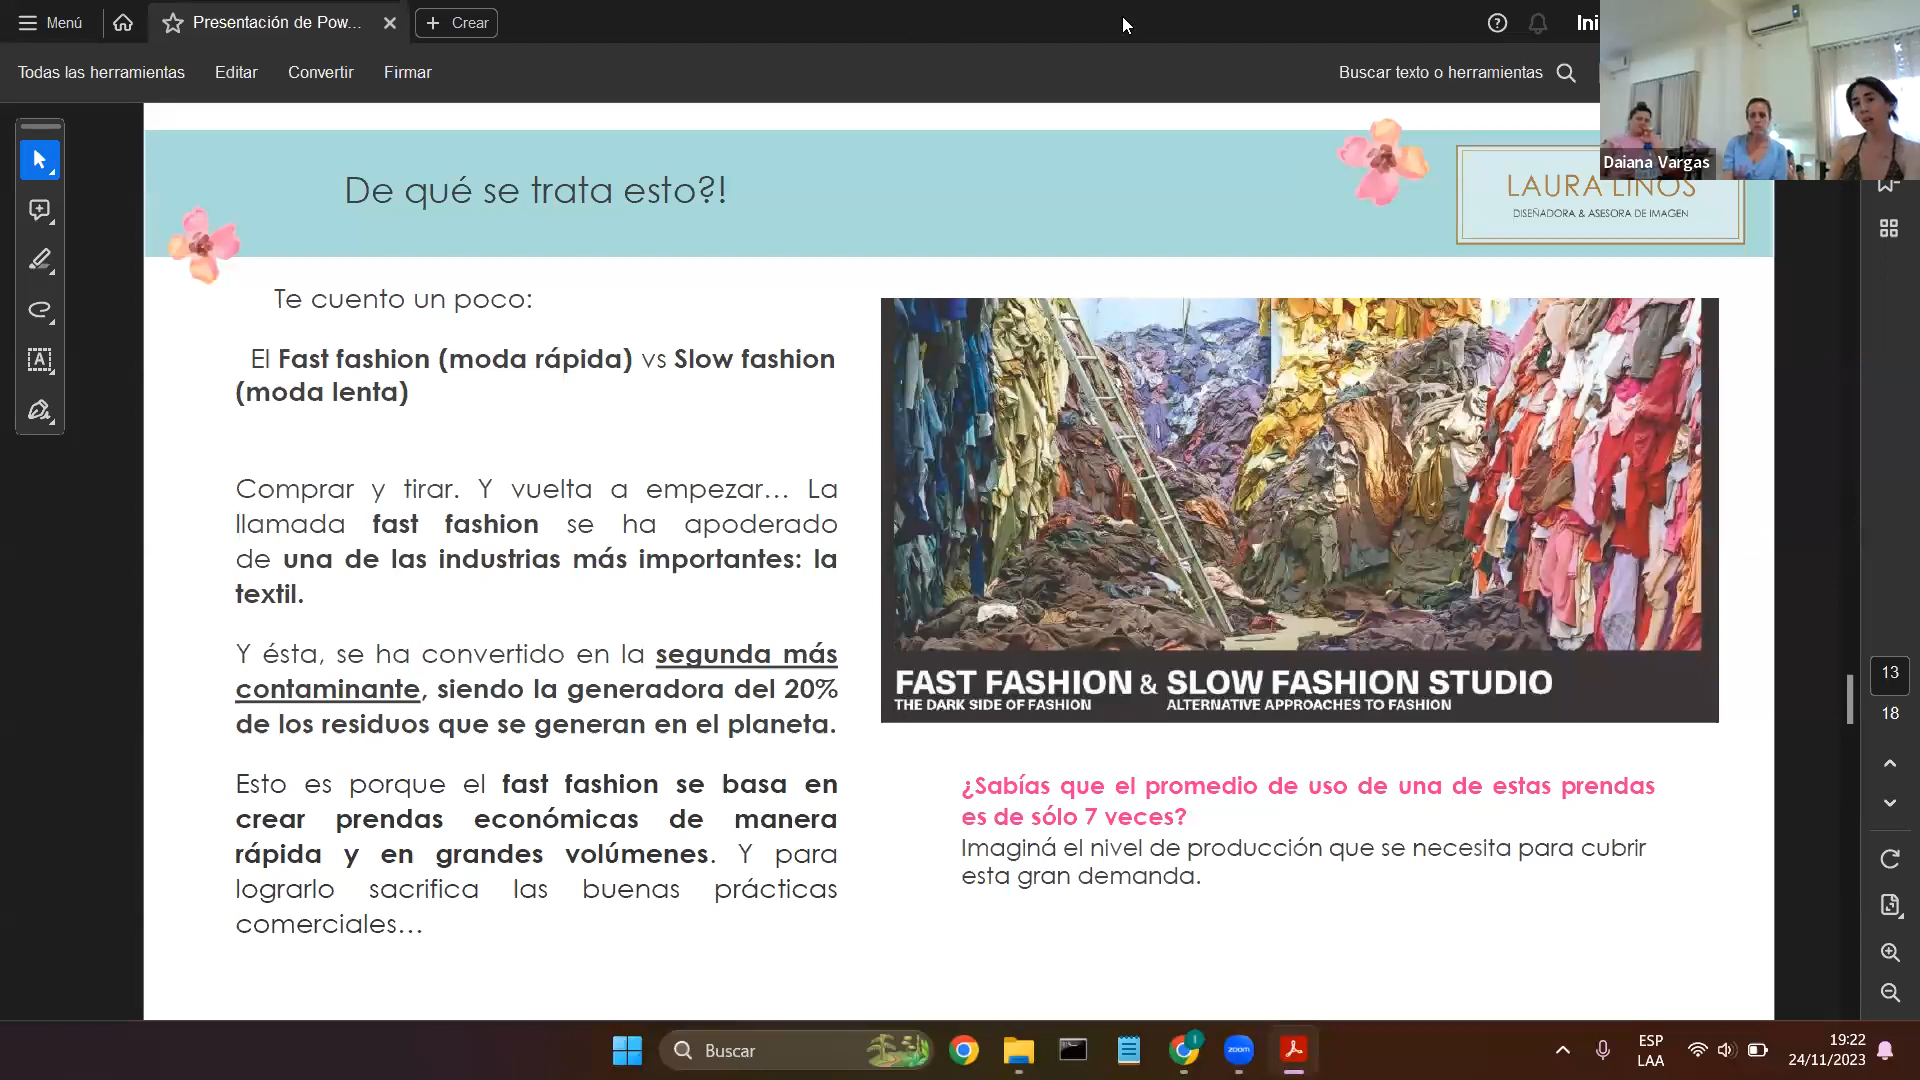 Menú
Presentación de Pow...
Crear
Ini
Todas las herramientas
Editar
Convertir
Firmar
Buscar texto o herramientas
Daiana Vargas
De qué se trata esto?!
LAURA LINOS
DISEÑADORA & ASESORA DE IMAGEN
Te cuento un poco:
El Fast fashion (moda rápida) vs Slow fashion
(moda lenta)
Comprar y tirar. Y vuelta a empezar... La
llamada fast fashion se ha apoderado
de una de las industrias más importantes: la
textil.
Y ésta, se ha convertido en la segunda más
contaminante, siendo la generadora del 20%
de los residuos que se generan en el planeta.
Esto es porque el fast fashion se basa en
crear prendas económicas de manera
rápida y en grandes volúmenes. Y para
lograrlo sacrifica las buenas prácticas
comerciales...
FAST FASHION & SLOW FASHION STUDIO
THE DARK SIDE OF FASHION
ALTERNATIVE APPROACHES TO FASHION
¿Sabías que el promedio de uso de una de estas prendas
es de sólo 7 veces?
Imaginá el nivel de producción que se necesita para cubrir
esta gran demanda.
13
18
Buscar
zoom
ESP
LAA
19:22
24/11/2023